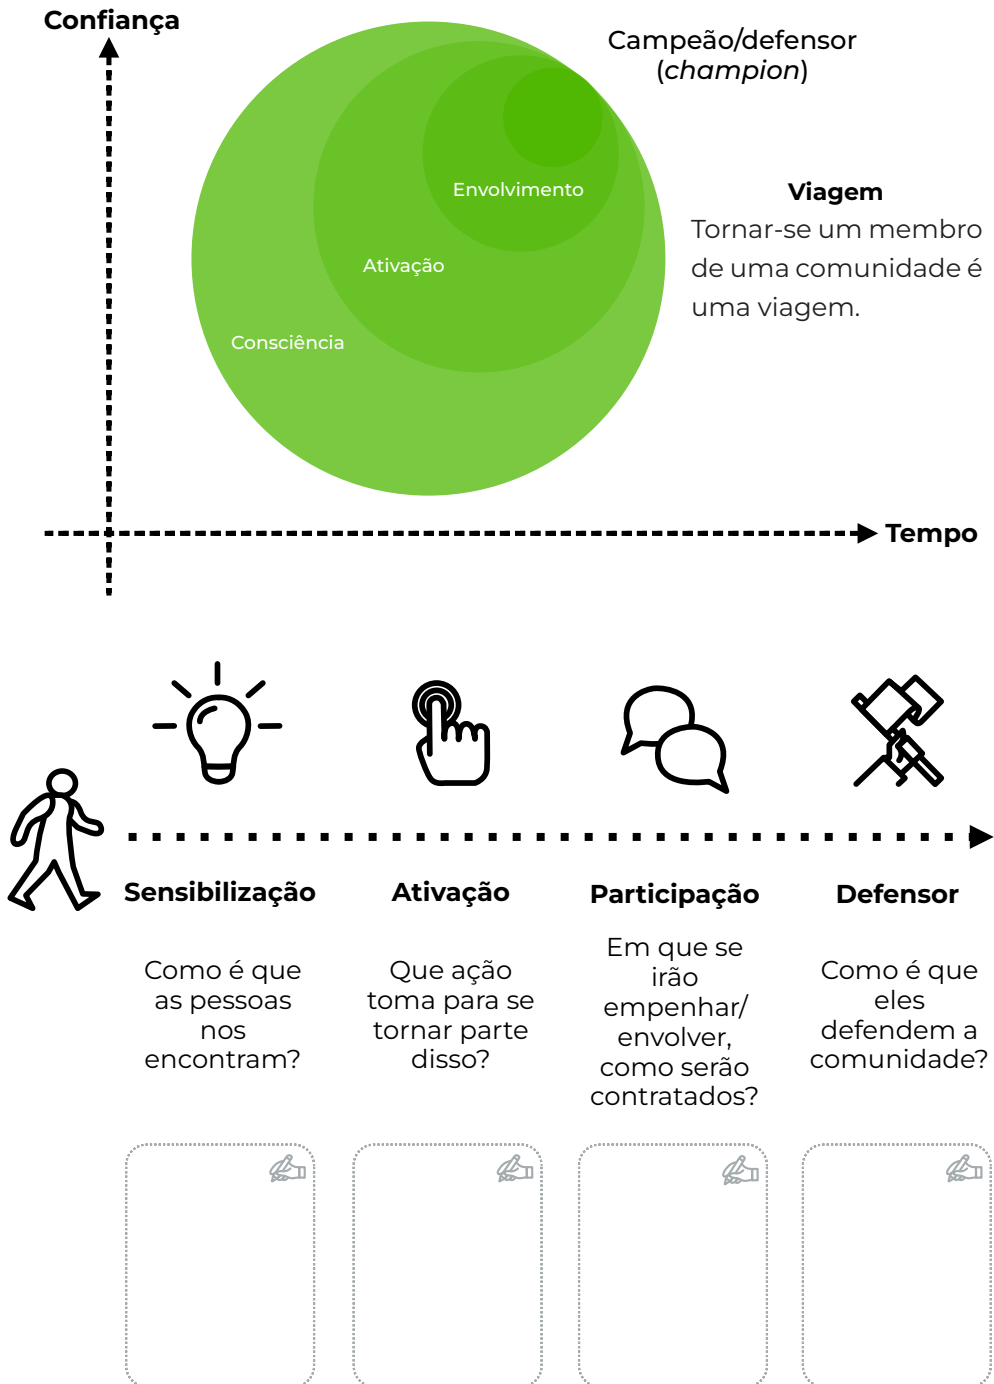 Confiança
Campeão/defensor
(champion)
Envolvimento
Viagem
Tornar-se um membro
de uma comunidade é
uma viagem.
Ativação
Consciência
Tempo
Sensibilização
Como é que
as pessoas
nos
encontram?
Ativação
Que ação
toma para se
tornar parte
disso?
Participação
Em que se
irão
empenhar/
envolver,
como serão
contratados?
Defensor
Como é que
eles
defendem a
comunidade?